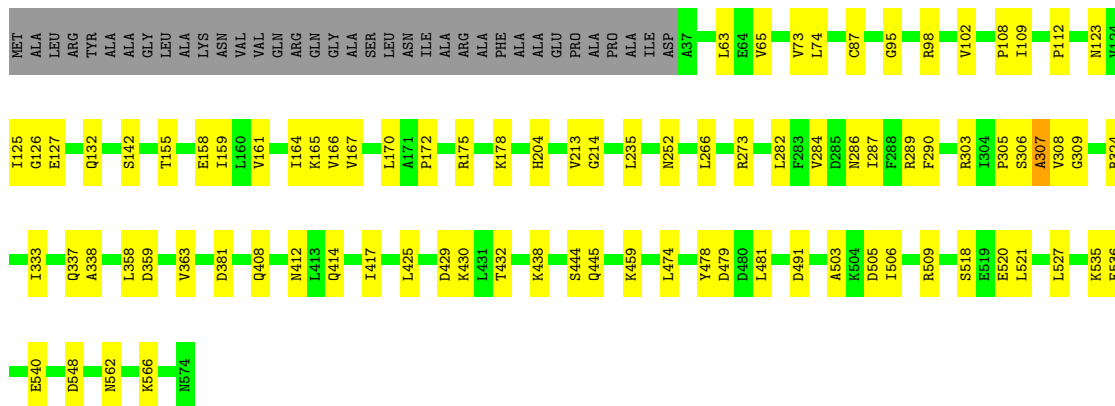 MET ALA LEU ARG TYR ALA ALA GLY LEU ALA LYS ASN VAL VAL GLN ARG GLN GLY ALA SER LEU ASN ILE ALA ARG ALA PHE ALA ALA GLU PRO ALA PRO ALA ILE ASP A37 L63 E64 V65 V73 L74 C87 G95 R98 V102 P108 I109 P112 N123
I125 G126 E127 Q132 S142 T155 E158 I159 L160 V161 I164 K165 V166 V167 L170 A171 P172 R175 K178 H204 V213 G214 L235 N252 L266 R273 L282 F283 V284 D285 N286 I287 F288 R289 F290 R303 I304 P305 S306 A307 V308 G309
I333 Q337 A338 L358 D359 V363 D381 Q408 N412 L413 Q414 I417 L425 D429 K430 L431 T432 K438 S444 Q445 K459 L474 Y478 D479 D480 L481 D491 A503 K504 D505 I506 R509 S518 E519 E520 L521 L527 K535
E540 D548 N562 K566 N574